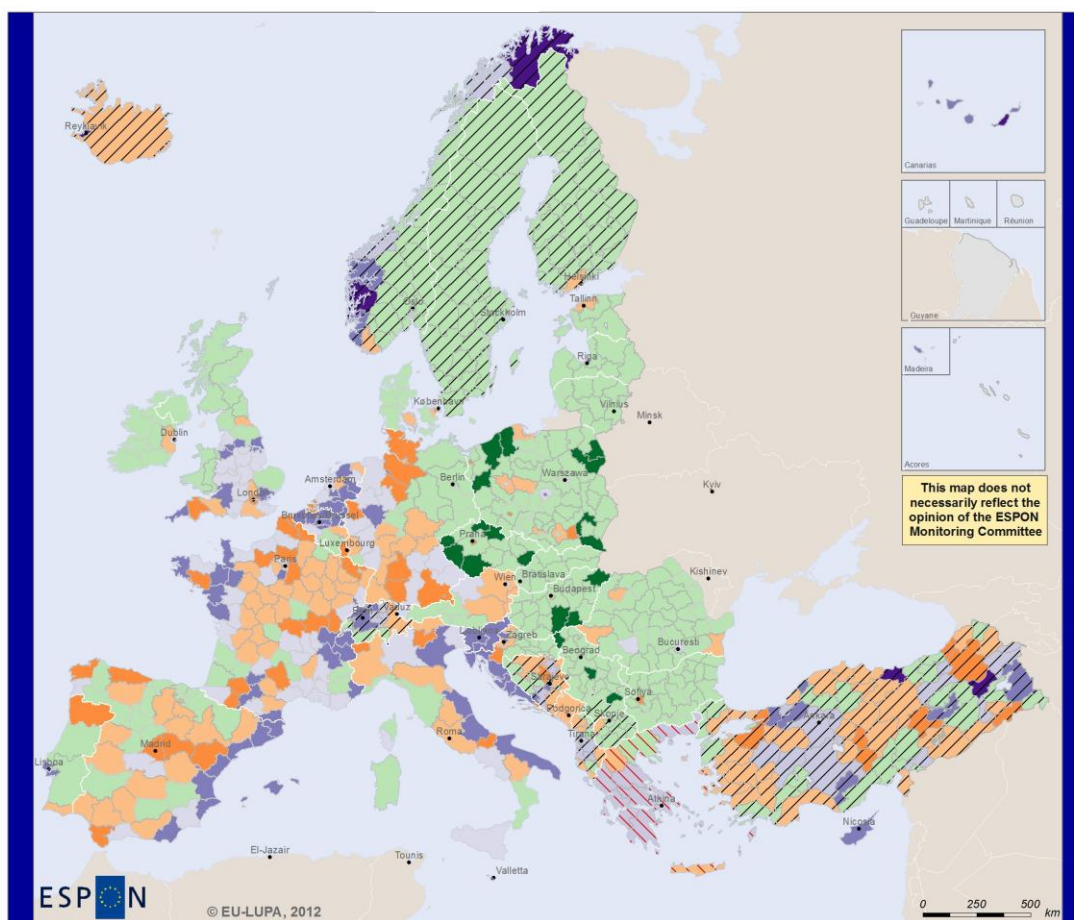 Reykjavik
Canarias
Guadeloupe
Martinique
Réunion
Guyane
Madeira
Acores
This map does not
necessarily reflect the
opinion of the ESPON
Monitoring Committee
Helsinki
Tallinn
Oslo
Stockholm
Riga
København
Vilnius
Minsk
Dublin
Amsterdam
Berlin
Warszawa
Kyiv
Luxembourg
Praha
Paris
Wien
Bratislava
Budapest
Kishinev
Vaduz
Zagreb
Beograd
Bucuresti
Sarajevo
Sofiya
Podgorica
Skopje
Tirana
Roma
Madrid
Lisboa
Ankara
Athina
Nicosia
El-Jazair
Tounis
Valletta
ESPON
© EU-LUPA, 2012
0 250 500
km